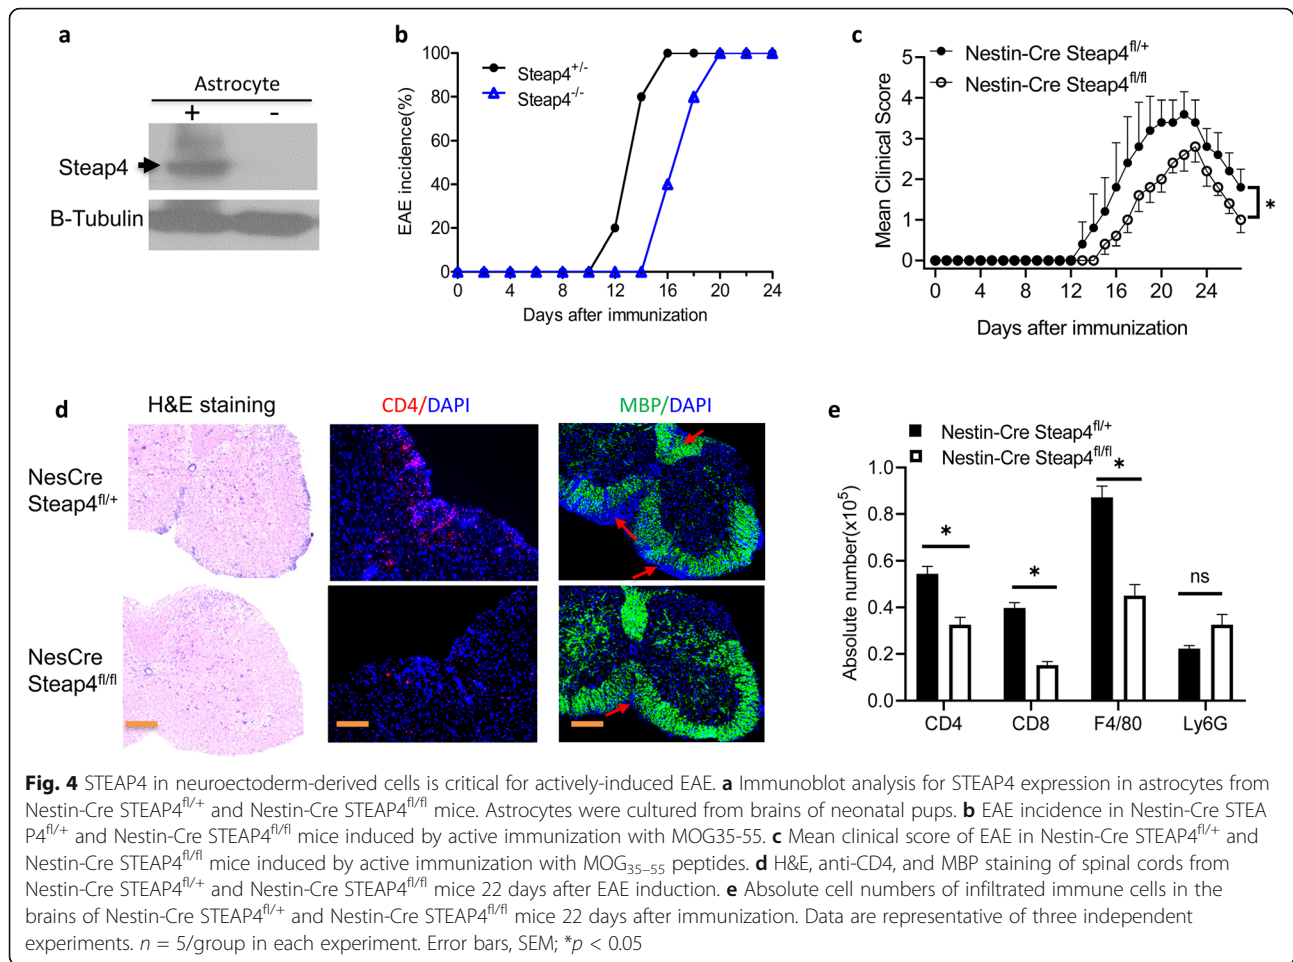 a
Astrocyte
+ -
Steap4
B-Tubulin
b
Steap4+/-
Steap4-/-
EAE incidence(%)
100
80
60
40
20
0
0 4 8 12 16 20 24
Days after immunization
c
Nestin-Cre Steap4fl/+
Nestin-Cre Steap4fl/fl
Mean Clinical Score
5
4
3
2
1
0
0 4 8 12 16 20 24
Days after immunization
*
d
H&E staining
CD4/DAPI
MBP/DAPI
NesCre
Steap4fl/+
NesCre
Steap4fl/fl
e
Nestin-Cre Steap4fl/+
Nestin-Cre Steap4fl/fl
Absolute number(x10⁵)
1.0
0.8
0.6
0.4
0.2
0.0
* * * ns
CD4 CD8 F4/80 Ly6G
Fig. 4 STEAP4 in neuroectoderm-derived cells is critical for actively-induced EAE. a Immunoblot analysis for STEAP4 expression in astrocytes from
Nestin-Cre STEAP4fl/+ and Nestin-Cre STEAP4fl/fl mice. Astrocytes were cultured from brains of neonatal pups. b EAE incidence in Nestin-Cre STEA
P4fl/+ and Nestin-Cre STEAP4fl/fl mice induced by active immunization with MOG35-55. c Mean clinical score of EAE in Nestin-Cre STEAP4fl/+ and
Nestin-Cre STEAP4fl/fl mice induced by active immunization with MOG₃₅₋₅₅ peptides. d H&E, anti-CD4, and MBP staining of spinal cords from
Nestin-Cre STEAP4fl/+ and Nestin-Cre STEAP4fl/fl mice 22 days after EAE induction. e Absolute cell numbers of infiltrated immune cells in the
brains of Nestin-Cre STEAP4fl/+ and Nestin-Cre STEAP4fl/fl mice 22 days after immunization. Data are representative of three independent
experiments. n = 5/group in each experiment. Error bars, SEM; *p < 0.05